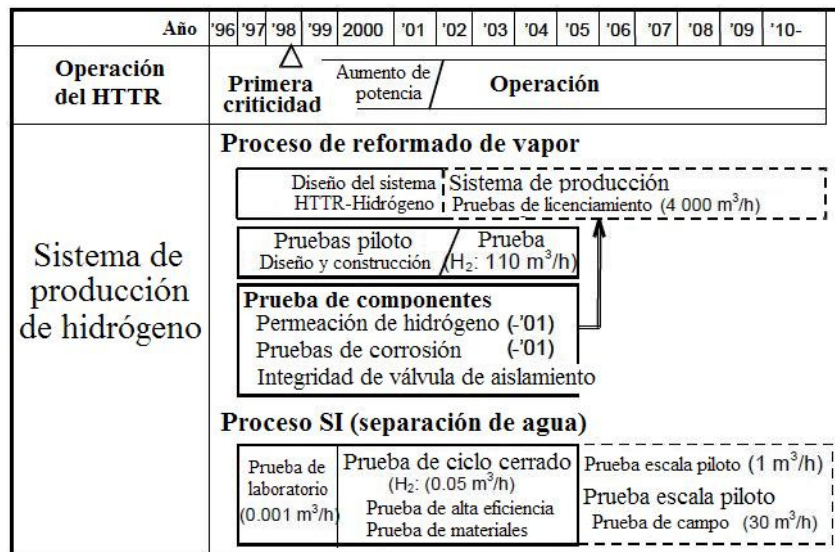 Año '96 '97 '98 '99 2000 '01 '02 '03 '04 '05 '06 '07 '08 '09 '10-
Operación
del HTTR
Primera
criticidad
Aumento de
potencia
Operación
Sistema de
producción
de hidrógeno
Proceso de reformado de vapor
Diseño del sistema
HTTR-Hidrógeno
Sistema de producción
Pruebas de licenciamiento (4 000 m³/h)
Pruebas piloto
Diseño y construcción
Prueba
(H₂: 110 m³/h)
Prueba de componentes
Permeación de hidrógeno (-'01)
Pruebas de corrosión (-'01)
Integridad de válvula de aislamiento
Proceso SI (separación de agua)
Prueba de
laboratorio
(0.001 m³/h)
Prueba de ciclo cerrado
(H₂: (0.05 m³/h)
Prueba de alta eficiencia
Prueba de materiales
Prueba escala piloto (1 m³/h)
Prueba escala piloto
Prueba de campo (30 m³/h)